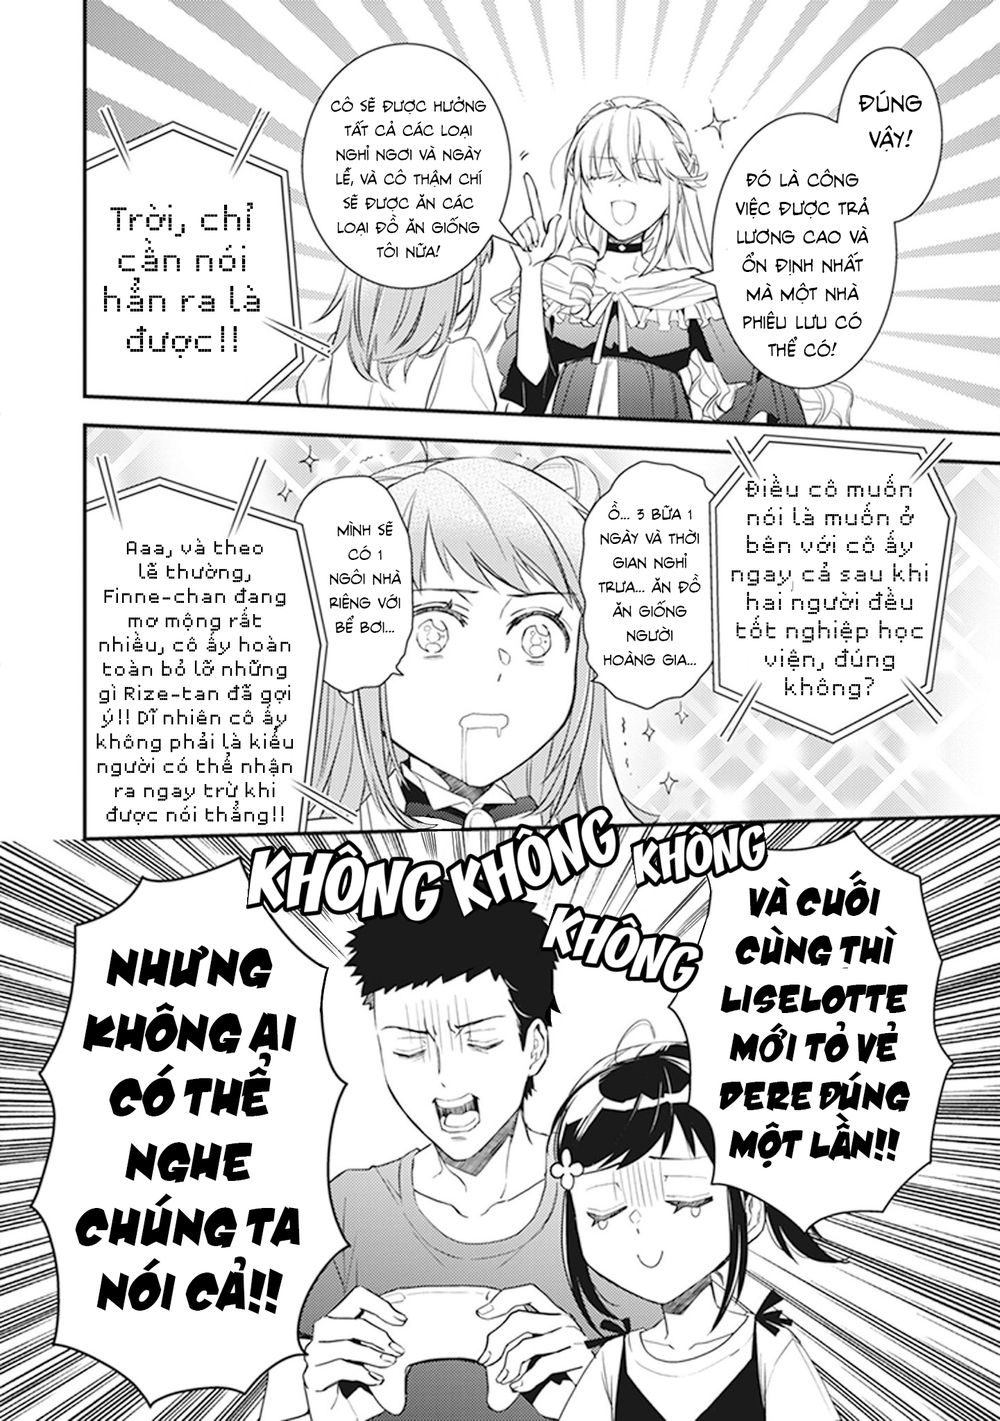 ĐÚNG
VẬY!
ĐÓ LÀ CÔNG
VIỆC ĐƯỢC TRẢ
LƯƠNG CAO VÀ
ỔN ĐỊNH NHẤT
MÀ MỘT NHÀ
PHIÊU LƯU CÓ
THỂ CÓ!
CÔ SẼ ĐƯỢC HƯỞNG
TẤT CẢ CÁC LOẠI
NGHỈ NGƠI VÀ NGÀY
LỄ, VÀ CÔ THẬM CHÍ
SẼ ĐƯỢC ĂN CÁC
LOẠI ĐỒ ĂN GIỐNG
TÔI NỮA!
Trời, chỉ
cần nói
hẳn ra là
được!!
Điều cô muốn
nói là muốn ở
bên với cô ấy
ngay cả sau khi
hai người đều
tốt nghiệp học
viện, đúng
không?
Ồ... 3 BỮA 1
NGÀY VÀ THỜI
GIAN NGHỈ
TRƯA... ĂN ĐỒ
ĂN GIỐNG
NGƯỜI
HOÀNG GIA...
MÌNH SẼ
CÓ 1
NGÔI NHÀ
RIÊNG VỚI
BỂ BƠI...
Aaa, và theo
lẽ thường,
Finne-chan đang
mơ mộng rất
nhiều, cô ấy hoàn
toàn bỏ lỡ những
gì Rize-tan đã gợi
ý!! Dĩ nhiên cô ấy
không phải là kiểu
người có thể nhận
ra ngay trừ khi
được nói thẳng!!
VÀ CUỐI
CÙNG THÌ
LISELOTTE
MỚI TỎ VẺ
DERE ĐÚNG
MỘT LẦN!!
KHÔNG
KHÔNG
KHÔNG
KHÔNG
NHƯNG
KHÔNG AI
CÓ THỂ
NGHE
CHÚNG TA
NÓI CẢ!!